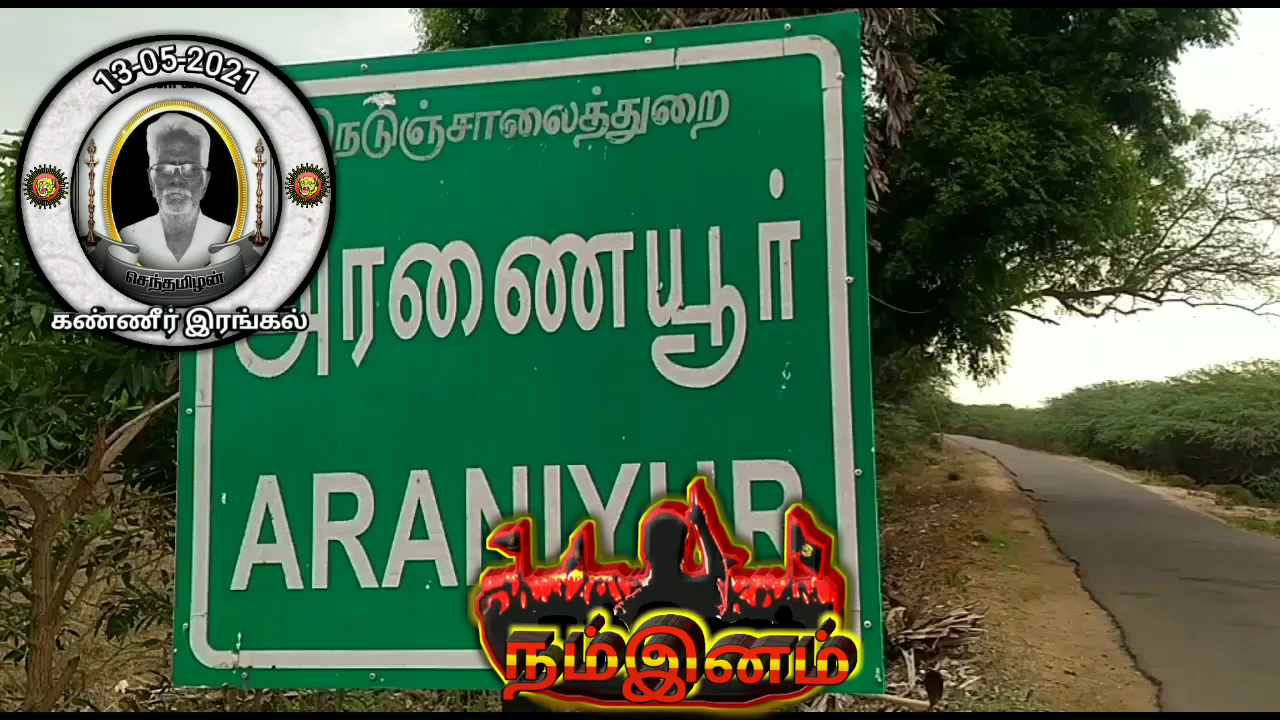 13-05-2021
செந்தமிழன்
கண்ணீர் இரங்கல்
நெடுஞ்சாலைத்துறை
அரணையூர்
ARANIYUR
நம்இனம்